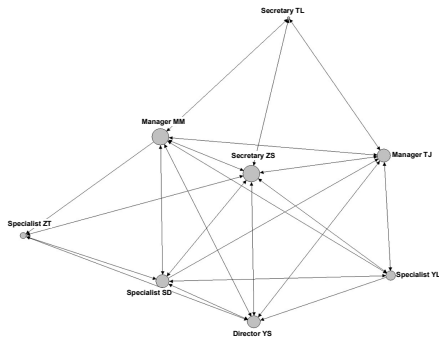 Secretary TL
Manager MM
Secretary ZS
Manager TJ
Specialist ZT
Specialist SD
Specialist YL
Director YS